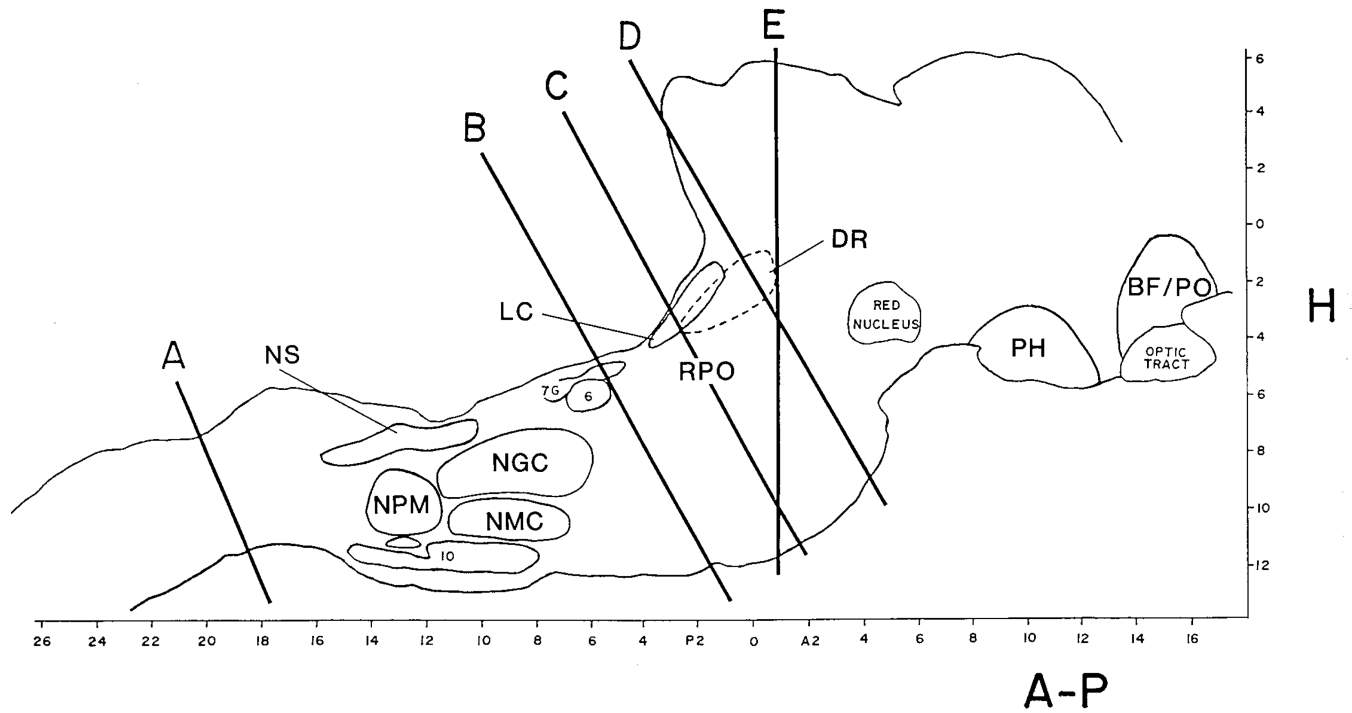 E
D
C
B
A
6
4
2
0
2
4
6
8
10
12
14
H
DR
BF/PO
RED
NUCLEUS
LC
NS
RPO
PH
OPTIC
TRACT
7G
6
NGC
NPM
NMC
IO
26 24 22 20 18 16 14 12 10 8 6 4 P2 0 A2 4 6 8 10 12 14 16
A-P